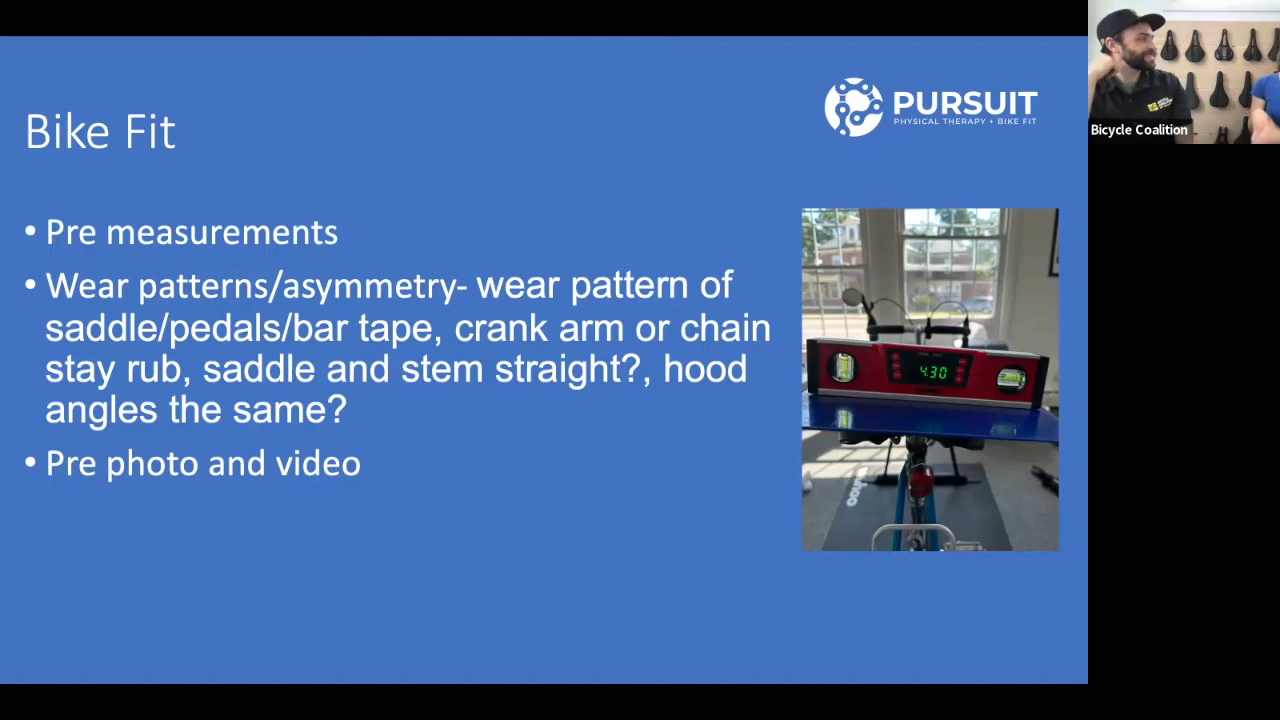 Bike Fit
PURSUIT
PHYSICAL THERAPY + BIKE FIT
Bicycle Coalition
• Pre measurements
• Wear patterns/asymmetry- wear pattern of
saddle/pedals/bar tape, crank arm or chain
stay rub, saddle and stem straight?, hood
angles the same?
• Pre photo and video
4.30
wahoo